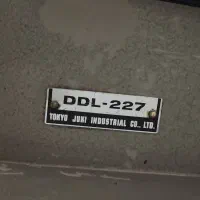 DDL-227
TOKYO JUKI INDUSTRIAL CO., LTD.